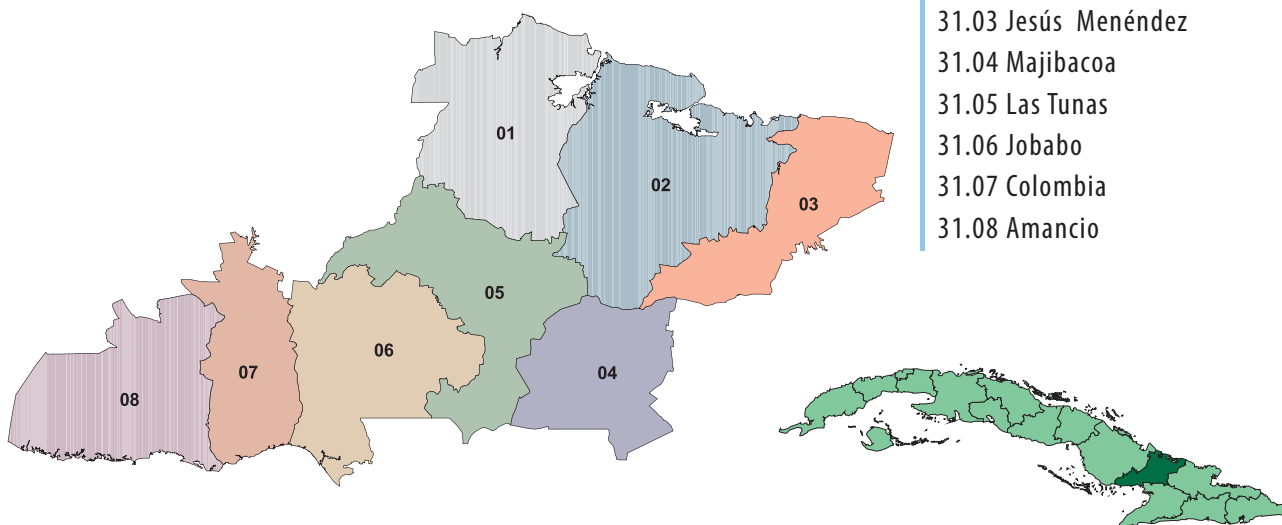 31.03 Jesús Menéndez
31.04 Majibacoa
31.05 Las Tunas
31.06 Jobabo
31.07 Colombia
31.08 Amancio
01
02
03
05
06
04
07
08